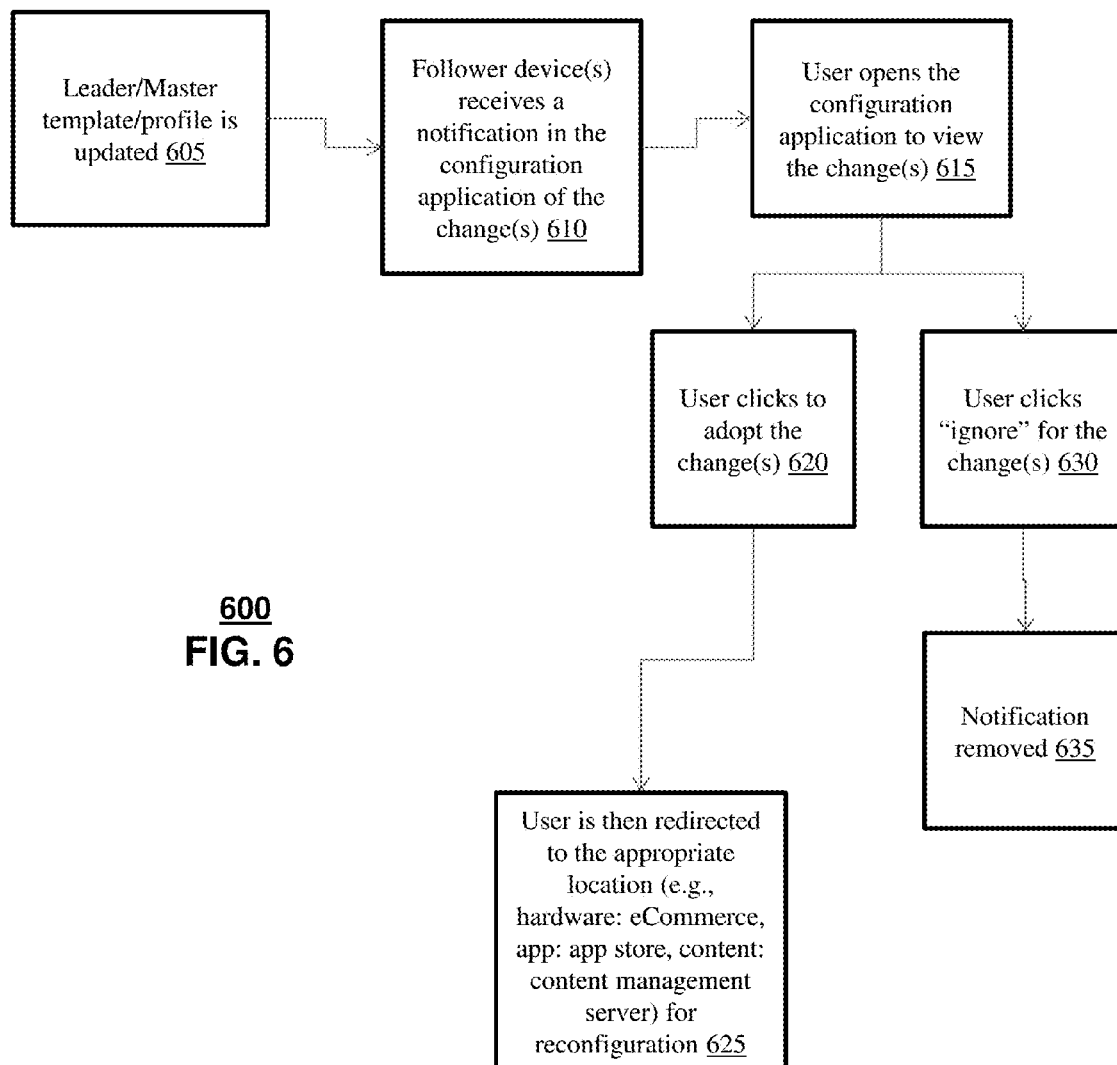 Leader/Master
template/profile is
updated 605
Follower device(s)
receives a
notification in the
configuration
application of the
change(s) 610
User opens the
configuration
application to view
the change(s) 615
User clicks to
adopt the
change(s) 620
User clicks
“ignore” for the
change(s) 630
600
FIG. 6
Notification
removed 635
User is then redirected
to the appropriate
location (e.g.,
hardware: eCommerce,
app: app store, content:
content management
server) for
reconfiguration 625